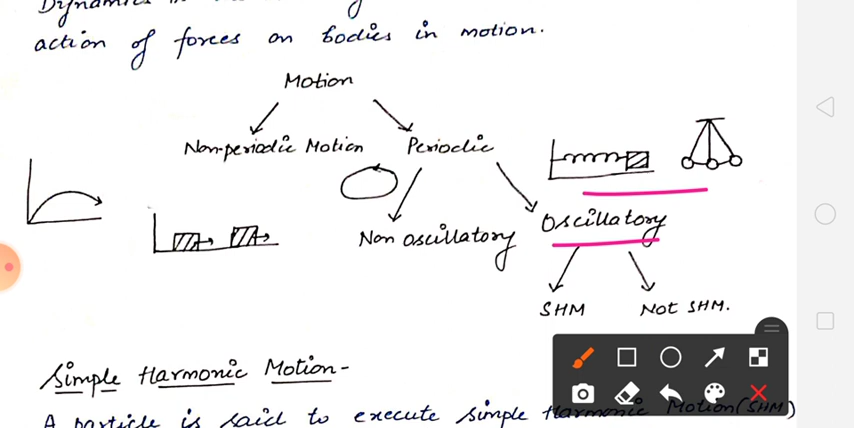 action of forces on bodies in motion.
Motion
Non-periodic Motion Periodic
Non oscillatory Oscillatory
SHM Not SHM.
Simple Harmonic Motion-
A particle is said to execute simple Harmonic Motion(SHM)